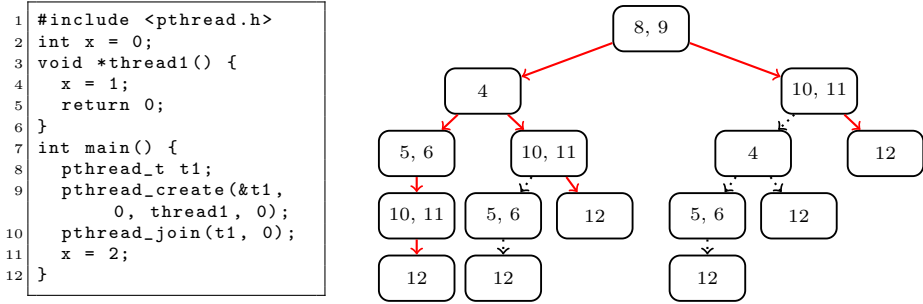 1 #include <pthread.h>
2 int x = 0;
3 void *thread1() {
4 x = 1;
5 return 0;
6 }
7 int main() {
8 pthread_t t1;
9 pthread_create(&t1,
0, thread1, 0);
10 pthread_join(t1, 0);
11 x = 2;
12 }
8, 9
4
10, 11
5, 6
10, 11
4
12
10, 11
5, 6
12
5, 6
12
12
12
12